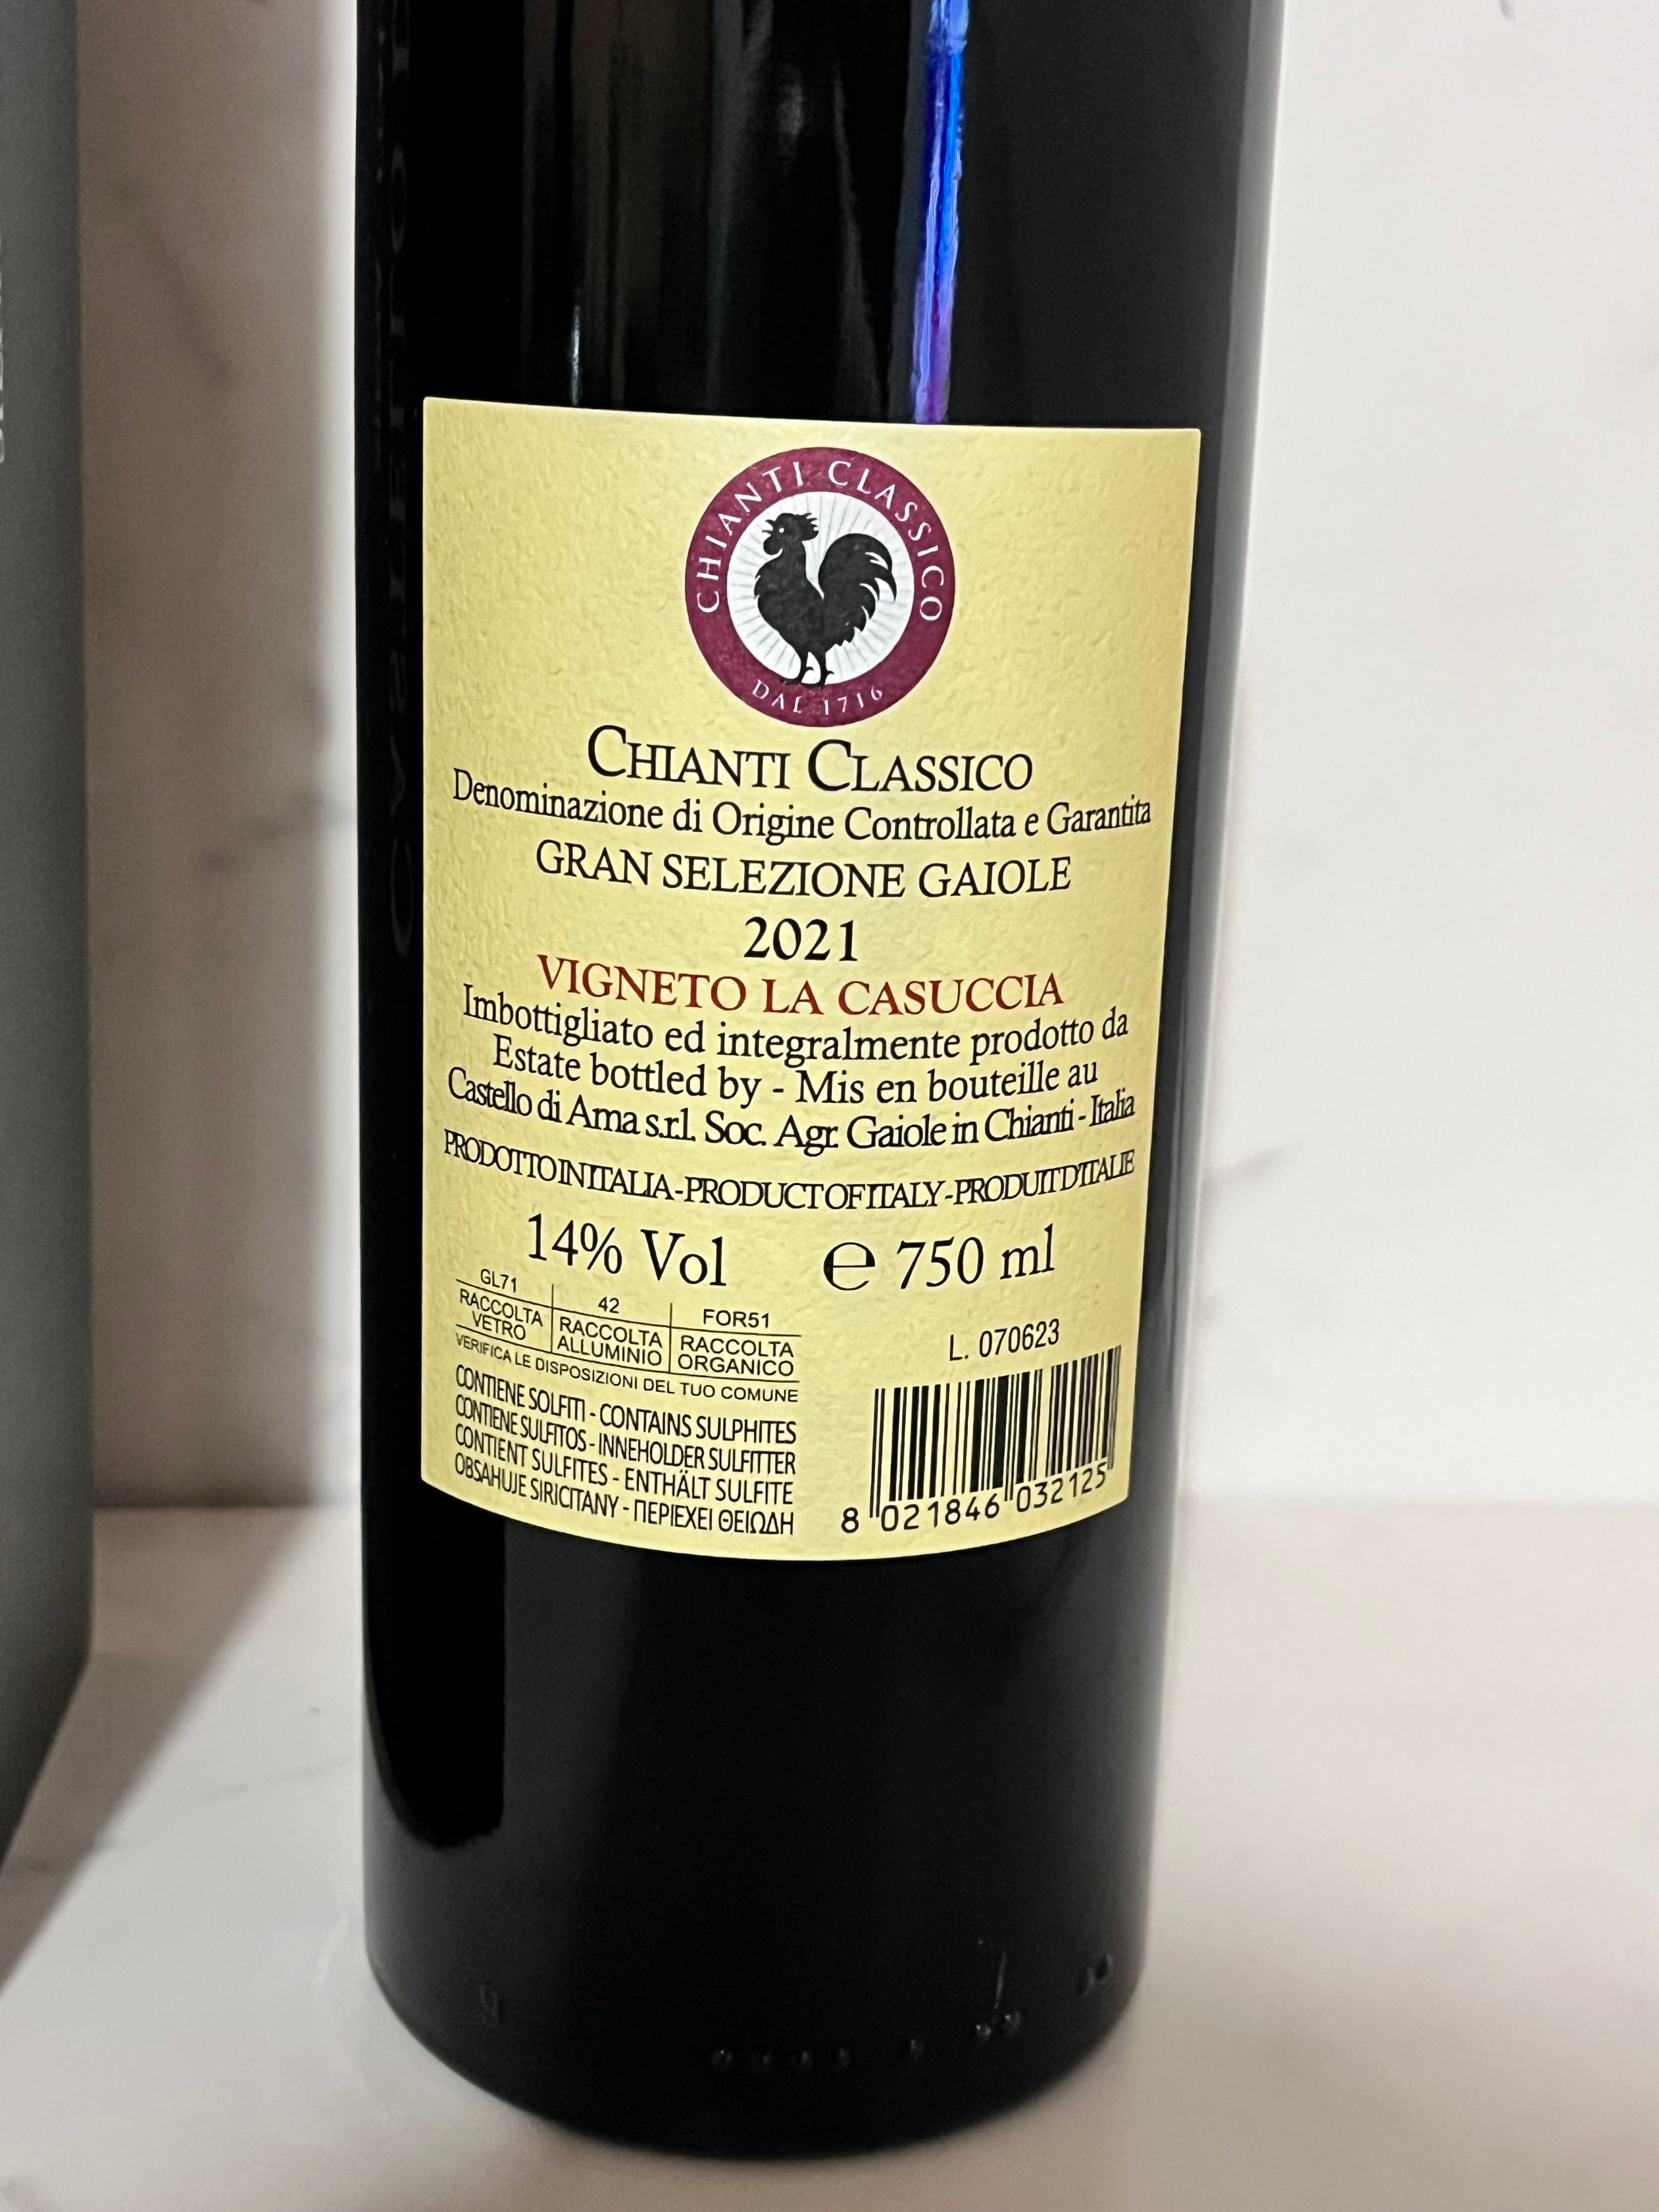 CHIANTI CLASSICO
DAL 1716
CHIANTI CLASSICO
Denominazione di Origine Controllata e Garantita
GRAN SELEZIONE GAIOLE
2021
VIGNETO LA CASUCCIA
Imbottigliato ed integralmente prodotto da
Estate bottled by - Mis en bouteille au
Castello di Ama s.r.l. Soc. Agr. Gaiole in Chianti - Italia
PRODOTTO IN ITALIA - PRODUCT OF ITALY - PRODUIT D'ITALIE
14% Vol e 750 ml
GL71 42 FOR51
RACCOLTA VETRO RACCOLTA ALLUMINIO RACCOLTA ORGANICO
VERIFICA LE DISPOSIZIONI DEL TUO COMUNE
CONTIENE SOLFITI - CONTAINS SULPHITES
CONTIENE SULFITOS - INNEHOLDER SULFITTER
CONTIENT SULFITES - ENTHÄLT SULFITE
OBSAHUJE SIRICITANY - ΠΕΡΙΕΧΕΙ ΘΕΙΩΔΗ
L. 070623
8 021846 032125